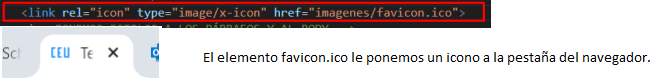 <link rel="icon" type="image/x-icon" href="imagenes/favicon.ico">
CEU Te
El elemento favicon.ico le ponemos un icono a la pestaña del navegador.